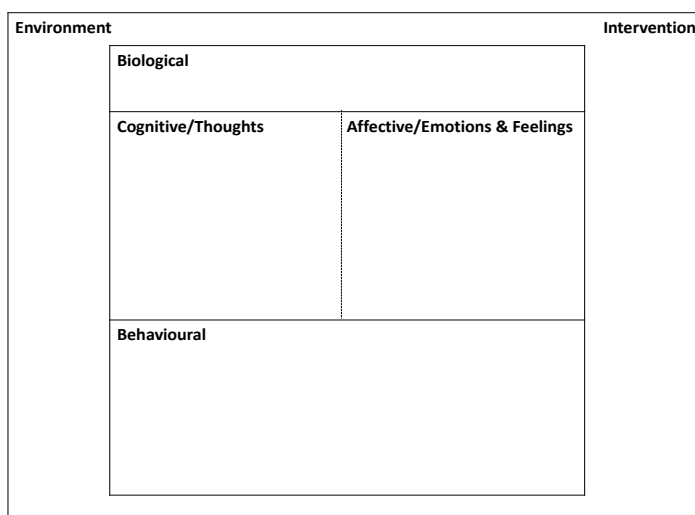 Environment
Intervention
Biological
Cognitive/Thoughts
Affective/Emotions & Feelings
Behavioural